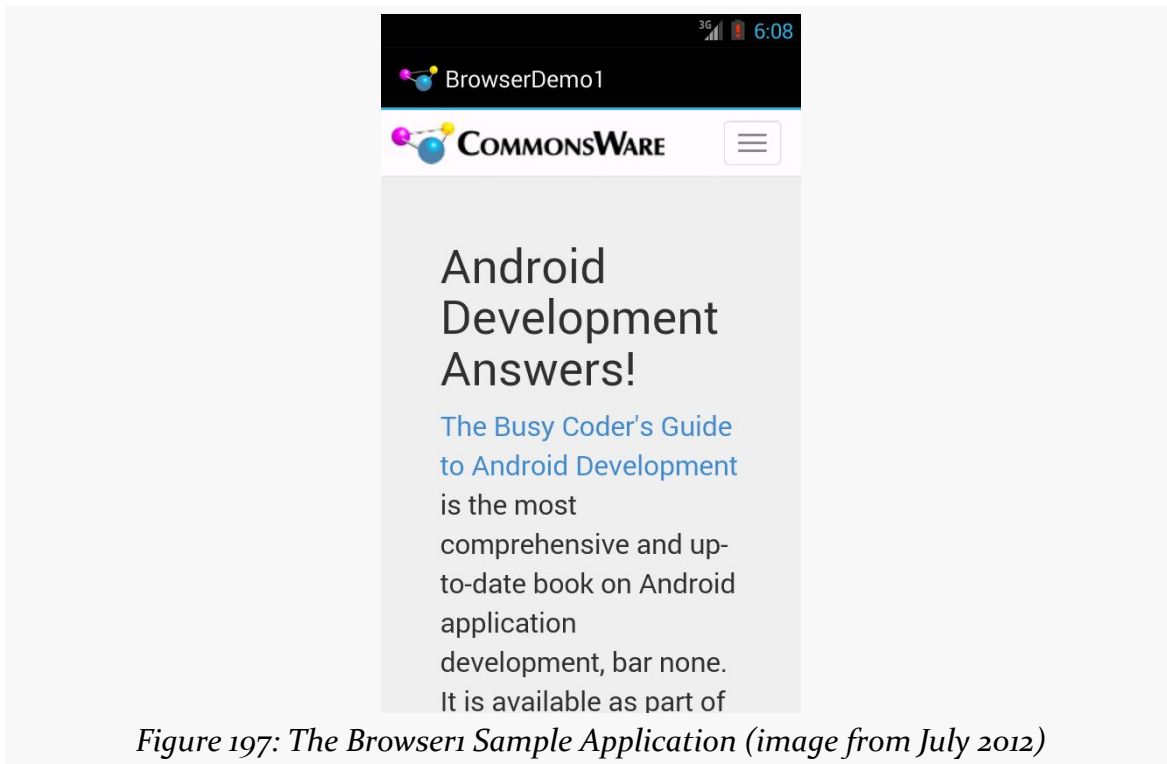 3G 6:08
BrowserDemo1
COMMONSWARE
Android
Development
Answers!
The Busy Coder's Guide
to Android Development
is the most
comprehensive and up-
to-date book on Android
application
development, bar none.
It is available as part of
Figure 197: The Browser1 Sample Application (image from July 2012)